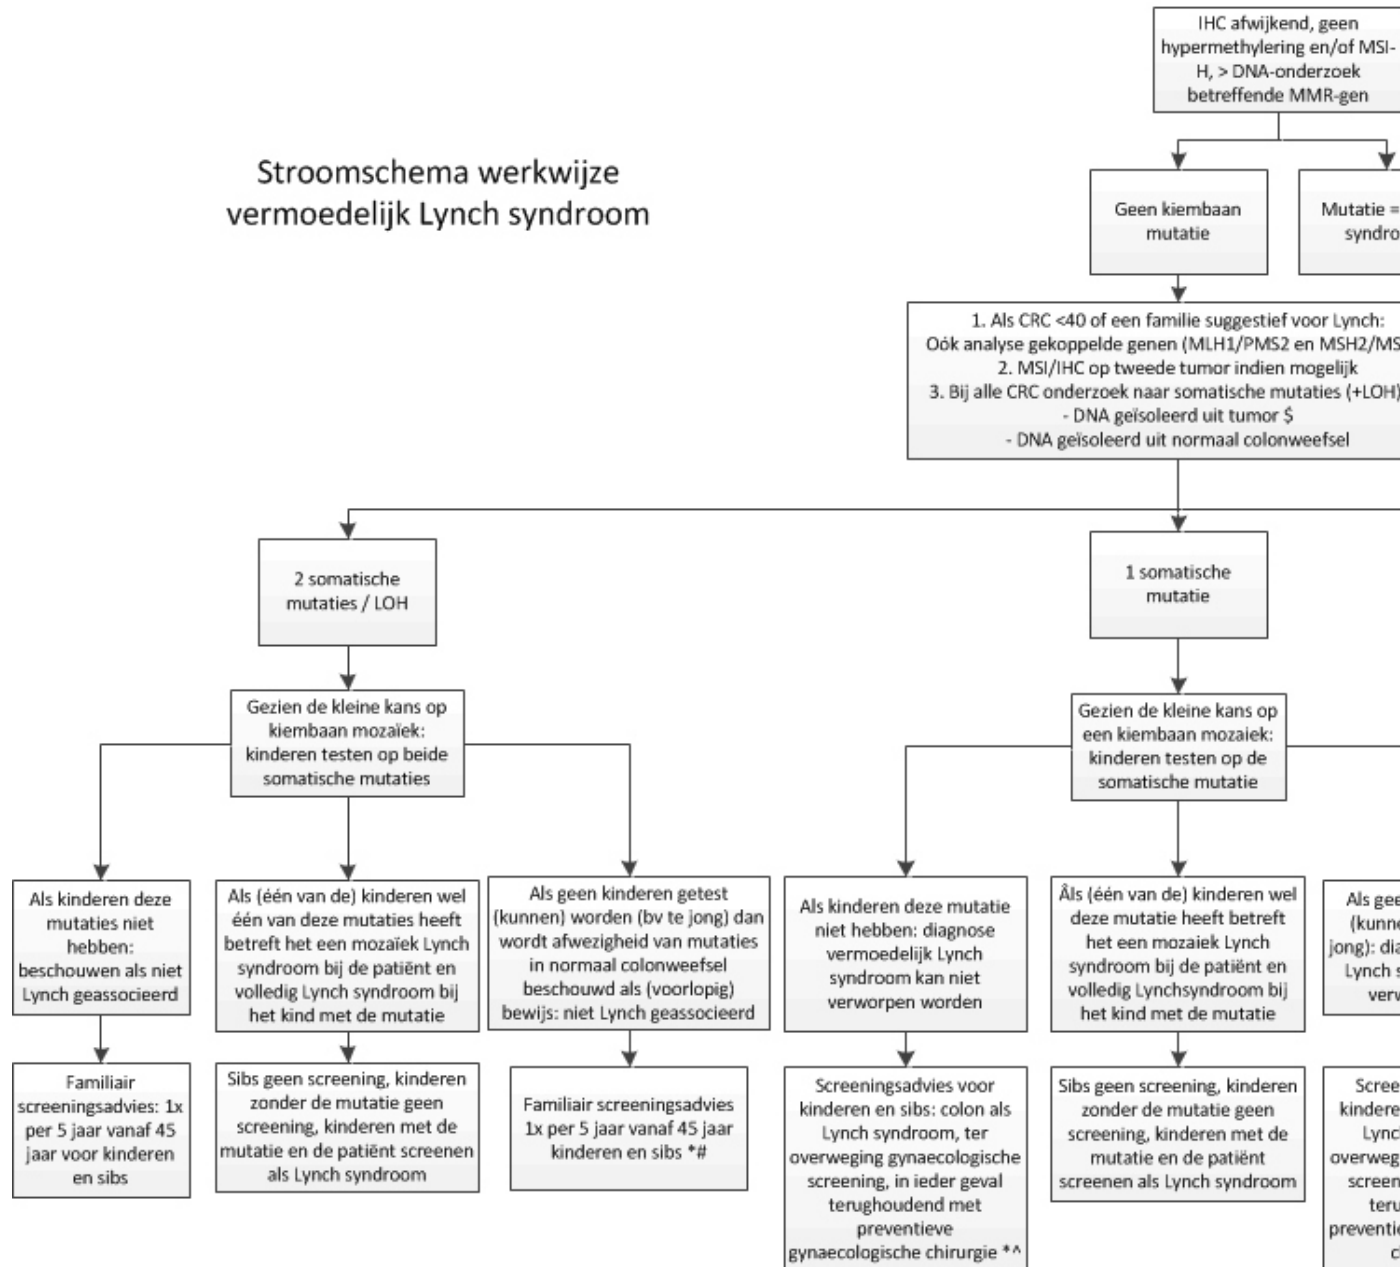 IHC afwijkend, geen
hypermethylering en/of MSI-
H, > DNA-onderzoek
betreffende MMR-gen
Stroomschema werkwijze
vermoedelijk Lynch syndroom
Geen kiembaan
mutatie
Mutatie =
syndro
1. Als CRC <40 of een familie suggestief voor Lynch:
Oók analyse gekoppelde genen (MLH1/PMS2 en MSH2/MS
2. MSI/IHC op tweede tumor indien mogelijk
3. Bij alle CRC onderzoek naar somatische mutaties (+LOH)
- DNA geïsoleerd uit tumor $
- DNA geïsoleerd uit normaal colonweefsel
2 somatische
mutaties / LOH
1 somatische
mutatie
Gezien de kleine kans op
kiembaan mozaïek:
kinderen testen op beide
somatische mutaties
Gezien de kleine kans op
een kiembaan mozaiek:
kinderen testen op de
somatische mutatie
Als kinderen deze
mutaties niet
hebben:
beschouwen als niet
Lynch geassocieerd
Als (één van de) kinderen wel
één van deze mutaties heeft
betreft het een mozaïek Lynch
syndroom bij de patiënt en
volledig Lynch syndroom bij
het kind met de mutatie
Als geen kinderen getest
(kunnen) worden (bv te jong) dan
wordt afwezigheid van mutaties
in normaal colonweefsel
beschouwd als (voorlopig)
bewijs: niet Lynch geassocieerd
Als kinderen deze mutatie
niet hebben: diagnose
vermoedelijk Lynch
syndroom kan niet
verworpen worden
Âls (één van de) kinderen wel
deze mutatie heeft betreft
het een mozaiek Lynch
syndroom bij de patiënt en
volledig Lynchsyndroom bij
het kind met de mutatie
Als gee
(kunne
jong): dia
Lynch s
verw
Familiair
screeningsadvies: 1x
per 5 jaar vanaf 45
jaar voor kinderen
en sibs
Sibs geen screening, kinderen
zonder de mutatie geen
screening, kinderen met de
mutatie en de patiënt screenen
als Lynch syndroom
Familiair screeningsadvies
1x per 5 jaar vanaf 45 jaar
kinderen en sibs *#
Screeningsadvies voor
kinderen en sibs: colon als
Lynch syndroom, ter
overweging gynaecologische
screening, in ieder geval
terughoudend met
preventieve
gynaecologische chirurgie *^
Sibs geen screening, kinderen
zonder de mutatie geen
screening, kinderen met de
mutatie en de patiënt
screenen als Lynch syndroom
Scree
kindere
Lync
overweg
screen
teru
preventie
c